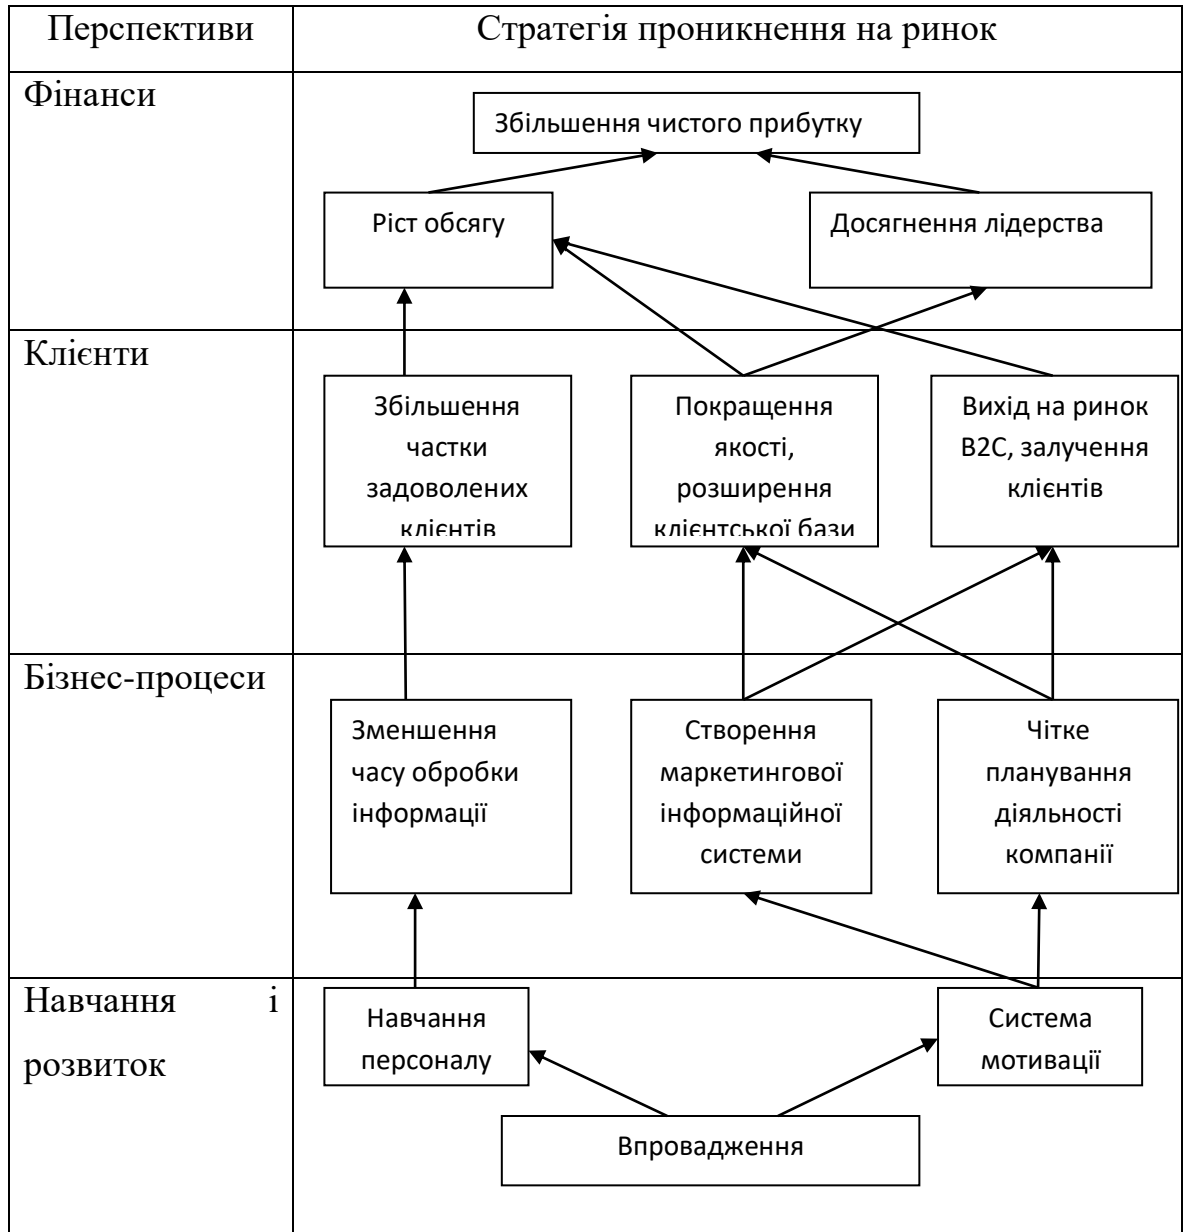 Перспективи
Стратегія проникнення на ринок
Фінанси
Збільшення чистого прибутку
Ріст обсягу
Досягнення лідерства
Клієнти
Збільшення
частки
задоволених
клієнтів
Покращення
якості,
розширення
клієнтської бази
Вихід на ринок
B2C, залучення
клієнтів
Бізнес-процеси
Зменшення
часу обробки
інформації
Створення
маркетингової
інформаційної
системи
Чітке
планування
діяльності
компанії
Навчання і
розвиток
Навчання
персоналу
Система
мотивації
Впровадження